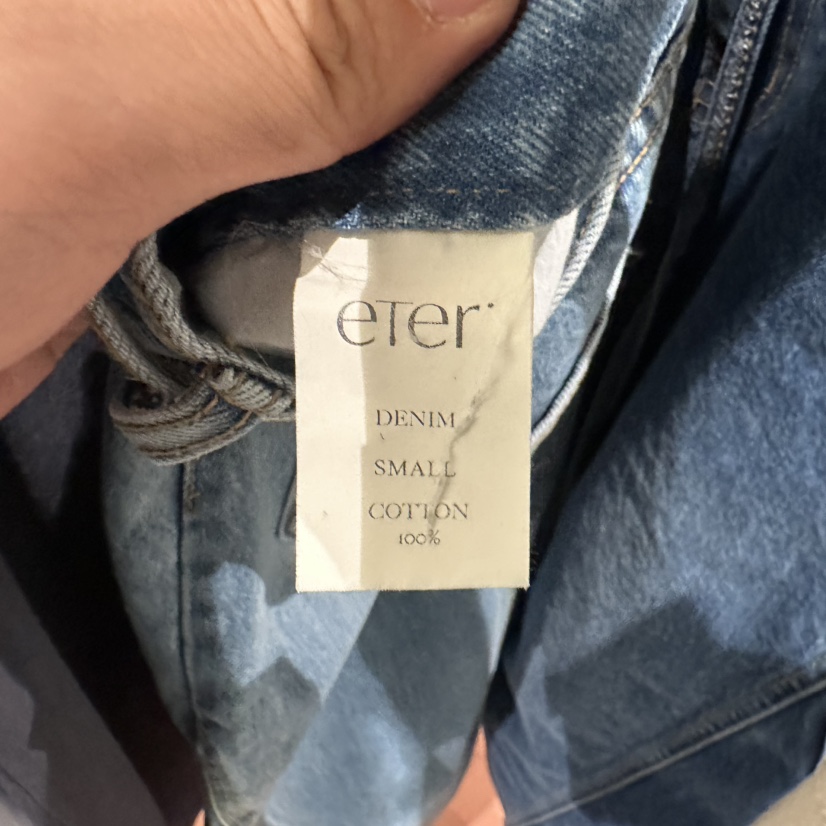 eTer
DENIM
SMALL
COTTON
100%